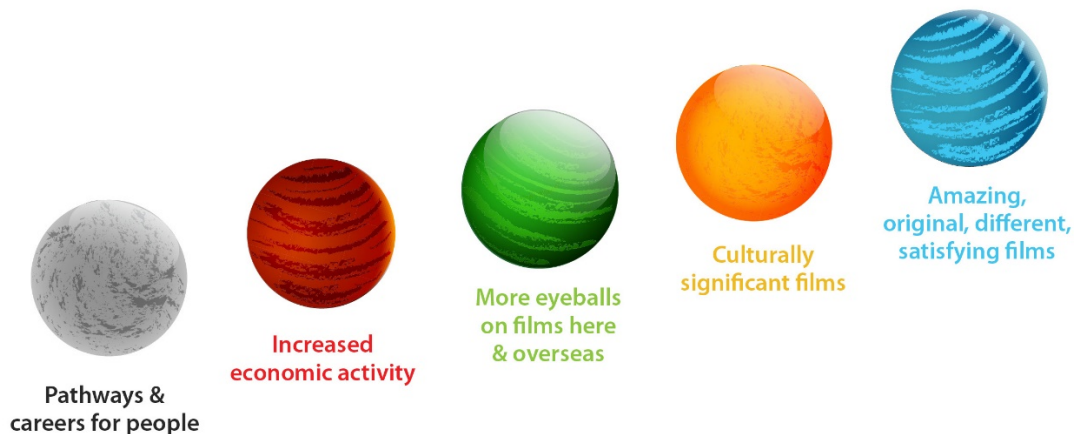 Pathways &
careers for people
Increased
economic activity
More eyeballs
on films here
& overseas
Culturally
significant films
Amazing,
original, different,
satisfying films